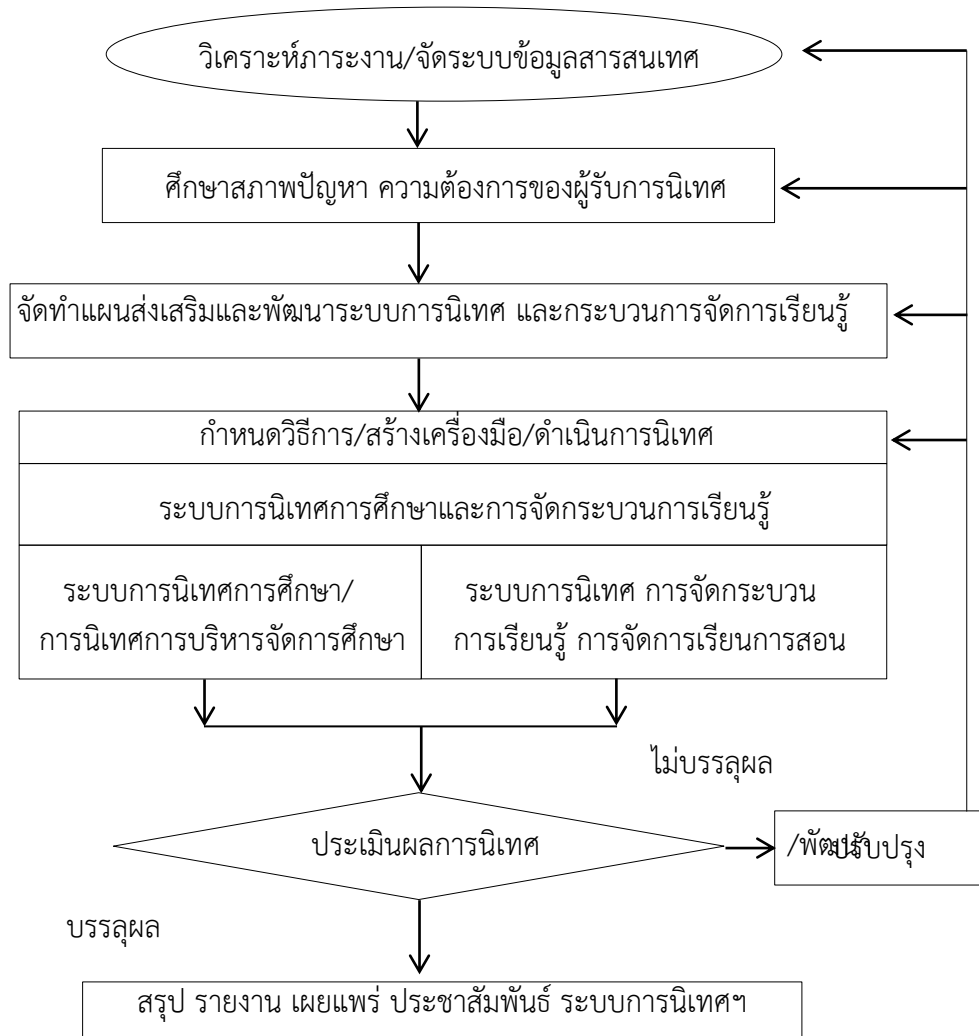 วิเคราะห์ภาระงาน/จัดระบบข้อมูลสารสนเทศ
ศึกษาสภาพปัญหา ความต้องการของผู้รับการนิเทศ
จัดทำแผนส่งเสริมและพัฒนาระบบการนิเทศ และกระบวนการจัดการเรียนรู้
กำหนดวิธีการ/สร้างเครื่องมือ/ดำเนินการนิเทศ
ระบบการนิเทศการศึกษาและการจัดกระบวนการเรียนรู้
ระบบการนิเทศการศึกษา/
การนิเทศการบริหารจัดการศึกษา
ระบบการนิเทศ การจัดกระบวน
การเรียนรู้ การจัดการเรียนการสอน
ไม่บรรลุผล
ประเมินผลการนิเทศ
ปรับปรุง
/พัฒนา
บรรลุผล
สรุป รายงาน เผยแพร่ ประชาสัมพันธ์ ระบบการนิเทศฯ